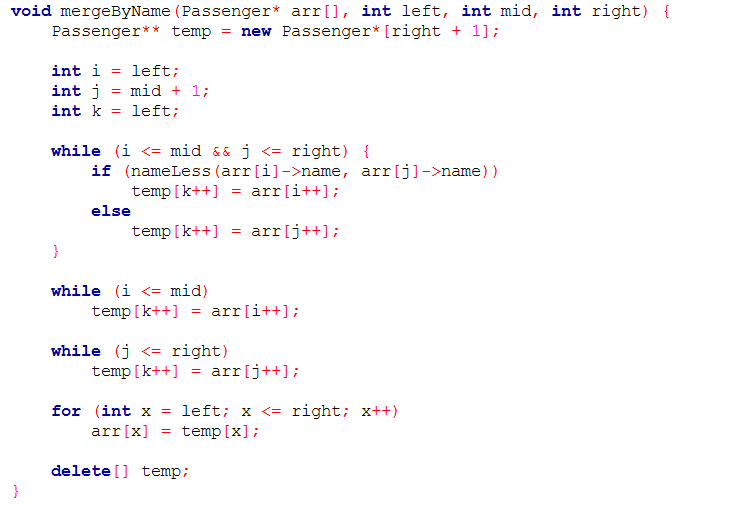 void mergeByName(Passenger* arr[], int left, int mid, int right) {
    Passenger** temp = new Passenger*[right + 1];

    int i = left;
    int j = mid + 1;
    int k = left;

    while (i <= mid && j <= right) {
        if (nameLess(arr[i]->name, arr[j]->name))
            temp[k++] = arr[i++];
        else
            temp[k++] = arr[j++];
    }

    while (i <= mid)
        temp[k++] = arr[i++];

    while (j <= right)
        temp[k++] = arr[j++];

    for (int x = left; x <= right; x++)
        arr[x] = temp[x];

    delete[] temp;
}